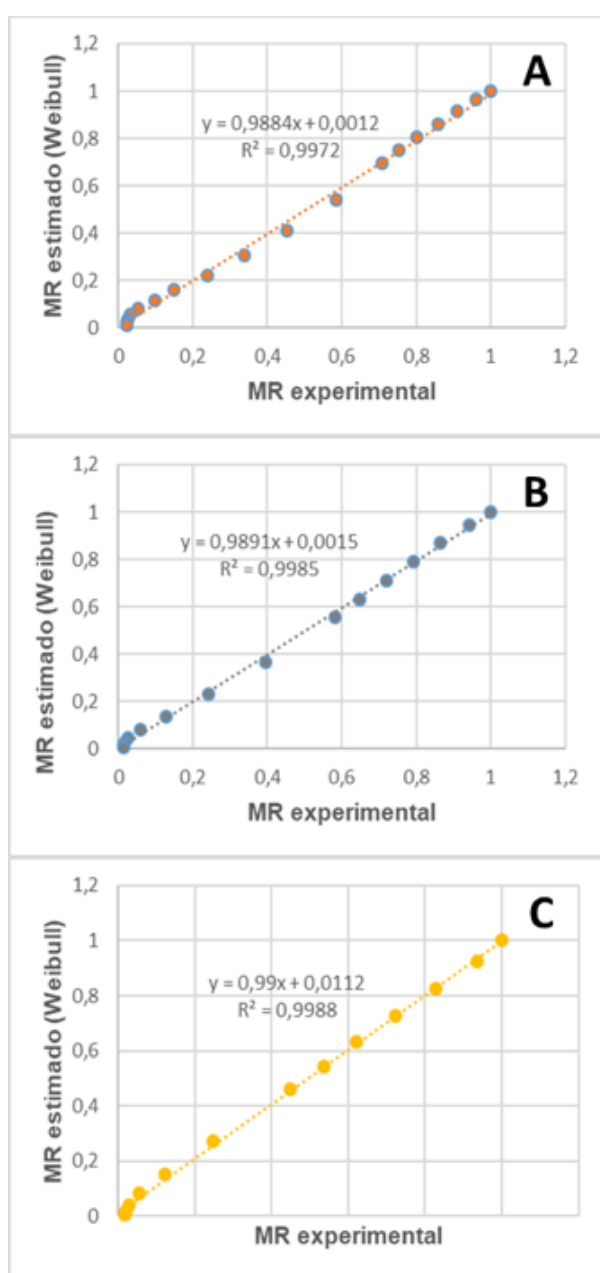 A
MR estimado (Weibull)
1,2
1
0,8
0,6
0,4
0,2
0
y = 0,9884x + 0,0012
R² = 0,9972
0 0,2 0,4 0,6 0,8 1 1,2
MR experimental
B
MR estimado (Weibull)
1,2
1
0,8
0,6
0,4
0,2
0
y = 0,9891x + 0,0015
R² = 0,9985
0 0,2 0,4 0,6 0,8 1 1,2
MR experimental
C
MR estimado (Weibull)
1,2
1
0,8
0,6
0,4
0,2
0
y = 0,99x + 0,0112
R² = 0,9988
MR experimental